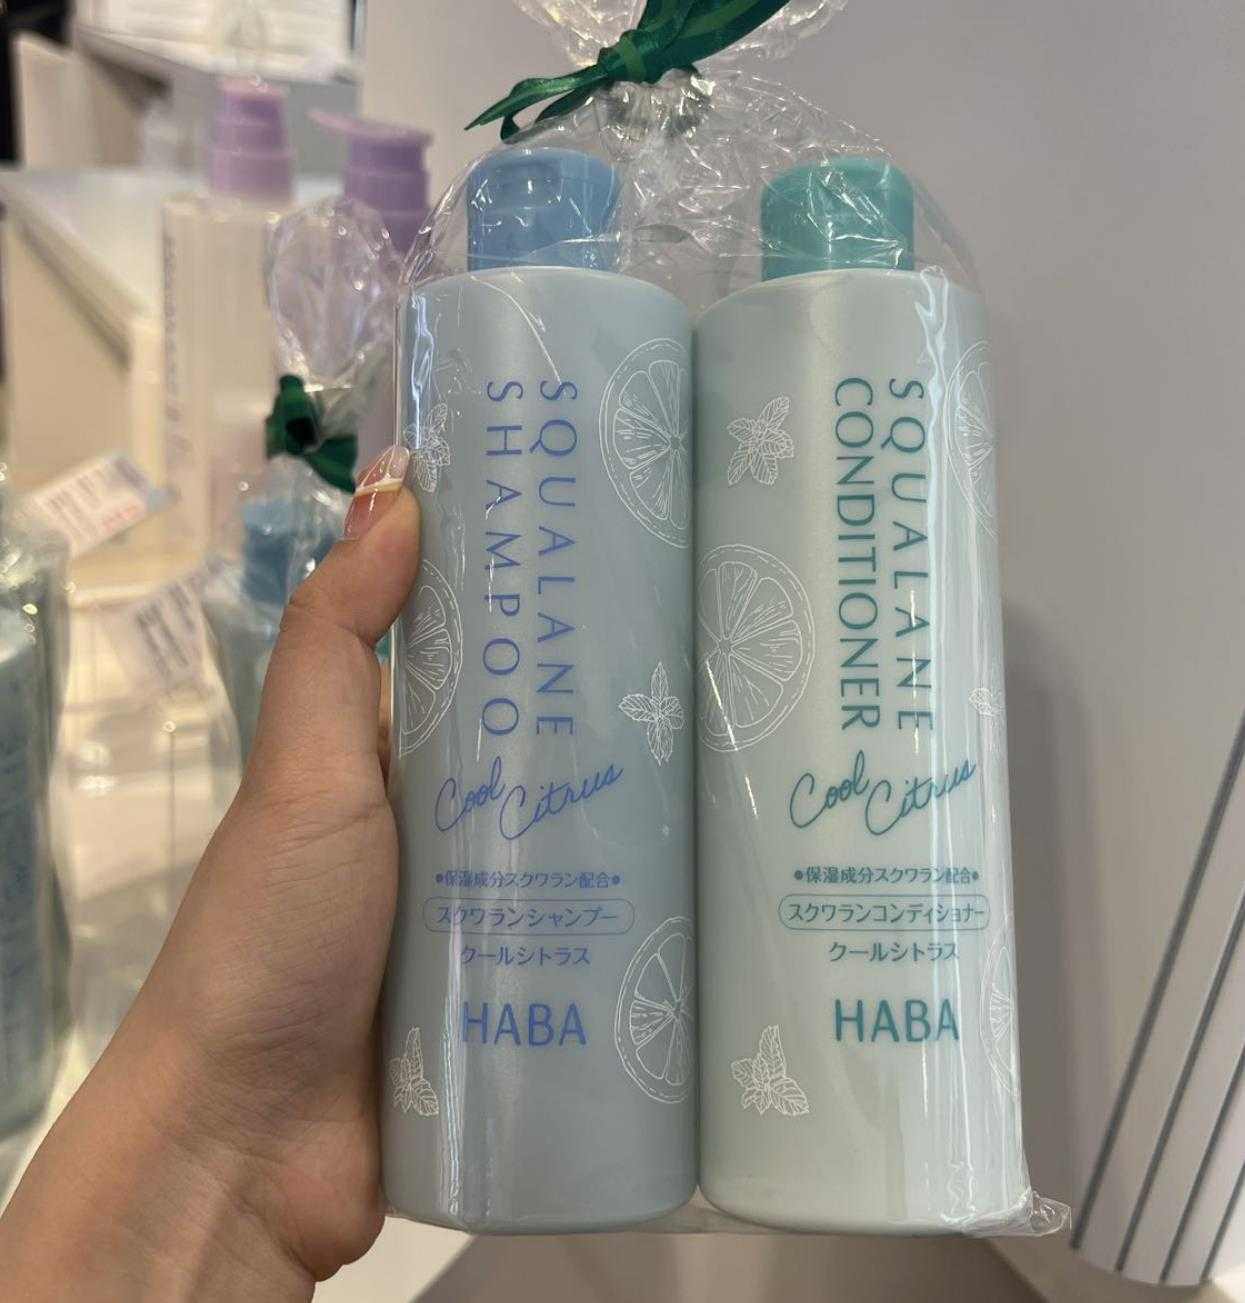 SQUALANE
SHAMPOO
Cool Citrus
•保湿成分スクワラン配合•
スクワランシャンプー
クールシトラス
HABA
SQUALANE
CONDITIONER
Cool Citrus
•保湿成分スクワラン配合•
スクワランコンディショナー
クールシトラス
HABA